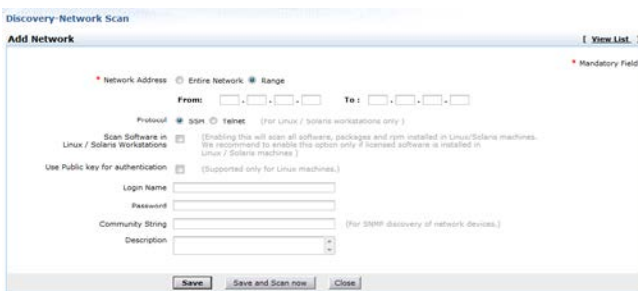 Discovery-Network Scan
Add Network [ View List ]
* Mandatory Field
* Network Address Entire Network Range
From: . . . To : . . .
Protocol SSH Telnet (For Linux / Solaris workstations only )
Scan Software in
Linux / Solaris Workstations
(Enabling this will scan all software, packages and rpm installed in Linux/Solaris machines.
We recommend to enable this option only if licensed software is installed in
Linux / Solaris machines )
Use Public key for authentication (Supported only for Linux machines.)
Login Name
Password
Community String (For SNMP discovery of network devices.)
Description
Save Save and Scan now Close